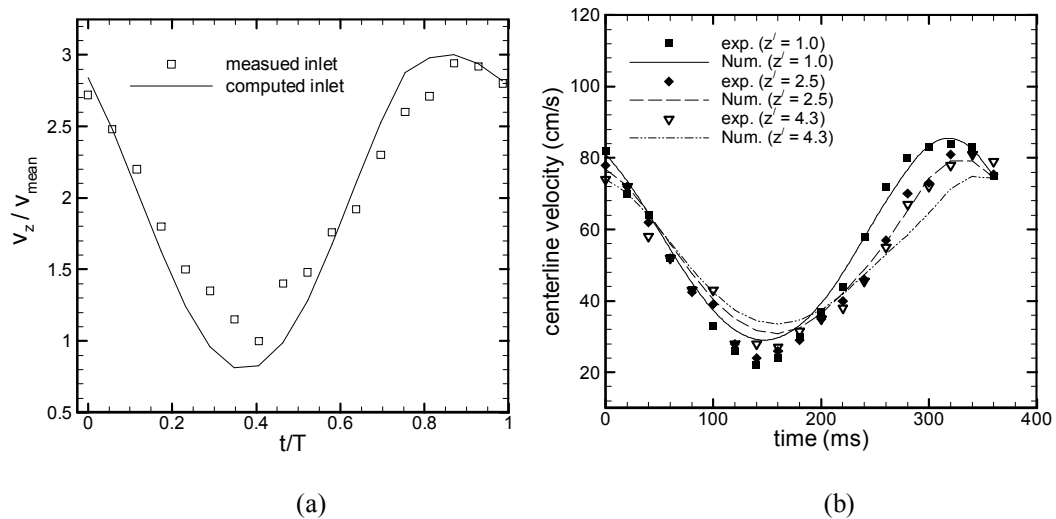 measued inlet
computed inlet
v_z / v_mean
3
2.5
2
1.5
1
0.5
0 0.2 0.4 0.6 0.8 1
t/T
(a)
exp. (z' = 1.0)
Num. (z' = 1.0)
exp. (z' = 2.5)
Num. (z' = 2.5)
exp. (z' = 4.3)
Num. (z' = 4.3)
centerline velocity (cm/s)
120
100
80
60
40
20
0 100 200 300 400
time (ms)
(b)